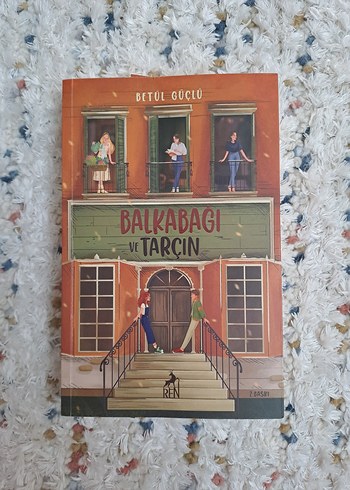 BETÜL GÜÇLÜ
BALKABAĞI
VE TARÇIN
REN
2. BASKI